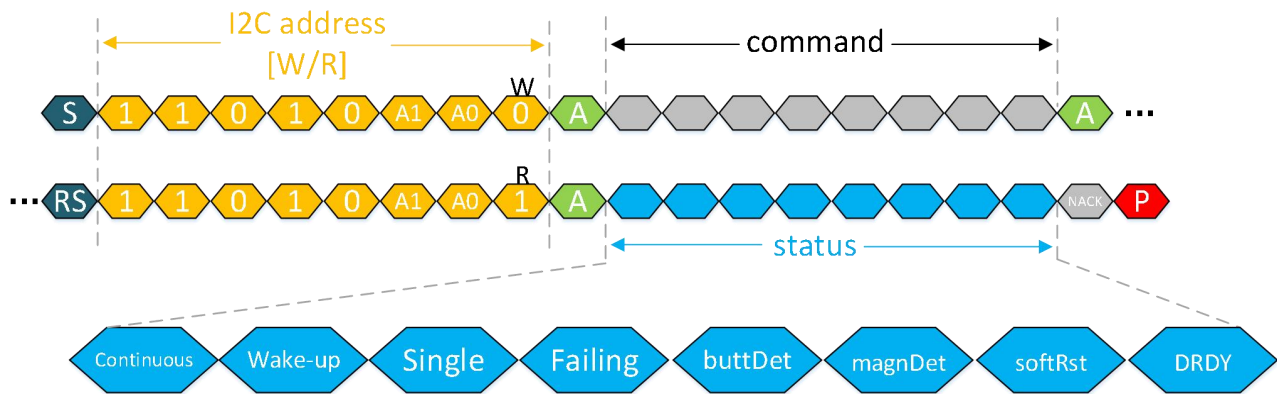 I2C address
[W/R]
command
W
S 1 1 0 1 0 A1 A0 0 A A ...
R
... RS 1 1 0 1 0 A1 A0 1 A NACK P
status
Continuous Wake-up Single Failing buttDet magnDet softRst DRDY